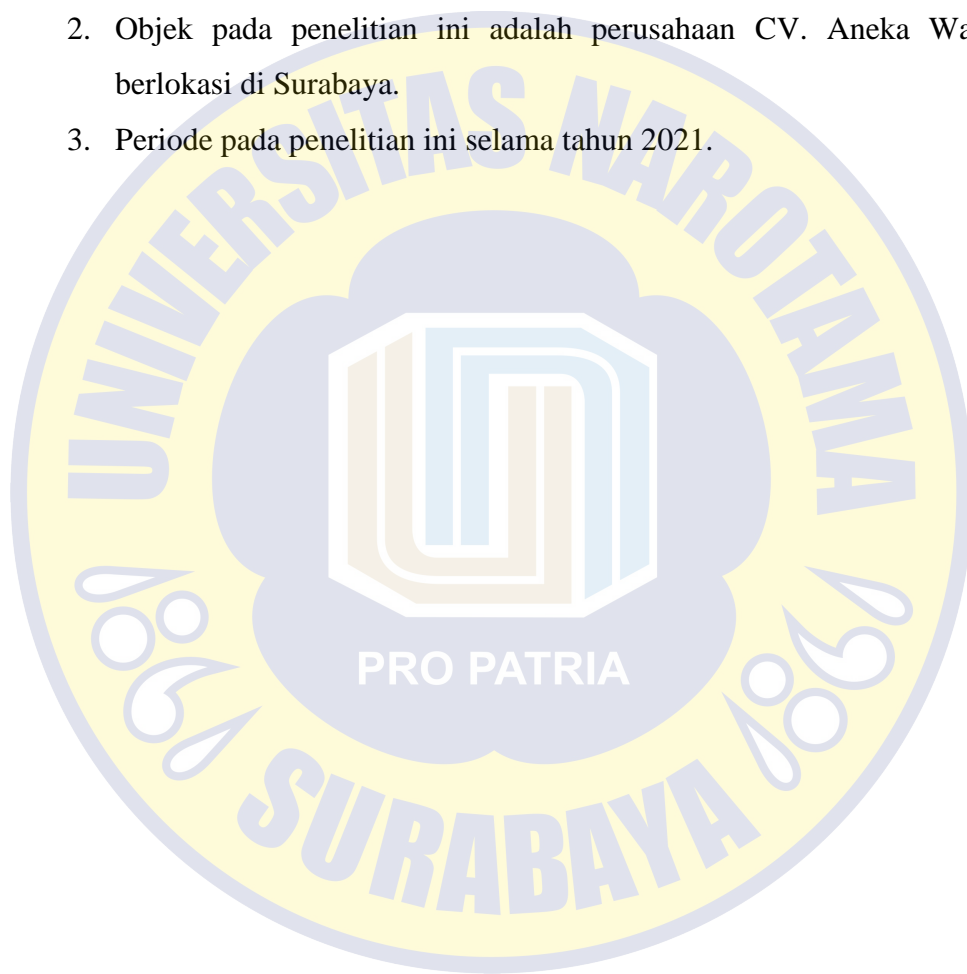 2. Objek pada penelitian ini adalah perusahaan CV. Aneka
berlokasi di Surabaya.
3. Periode pada penelitian ini selama tahun 2021.
UNIVERSITAS NAROTAMA
PRO PATRIA
SURABAYA